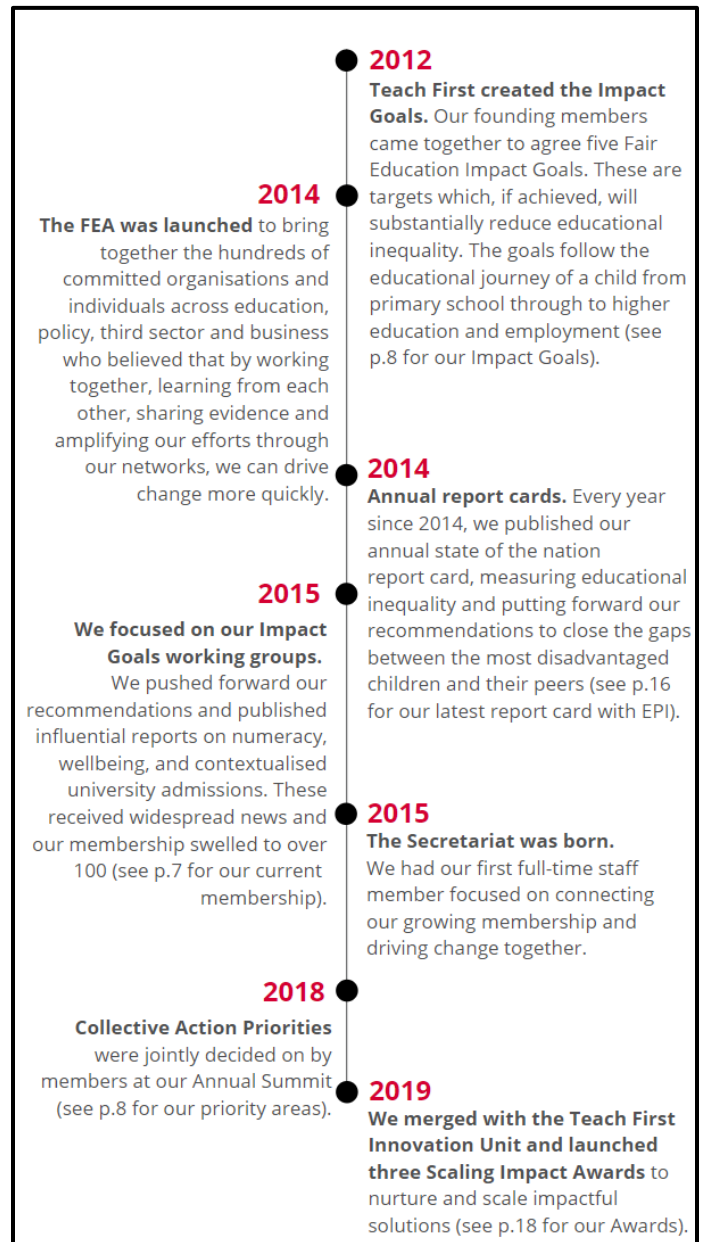 2012
Teach First created the Impact
Goals. Our founding members
came together to agree five Fair
Education Impact Goals. These are
targets which, if achieved, will
substantially reduce educational
inequality. The goals follow the
educational journey of a child from
primary school through to higher
education and employment (see
p.8 for our Impact Goals).
2014
The FEA was launched to bring
together the hundreds of
committed organisations and
individuals across education,
policy, third sector and business
who believed that by working
together, learning from each
other, sharing evidence and
amplifying our efforts through
our networks, we can drive
change more quickly.
2014
Annual report cards. Every year
since 2014, we published our
annual state of the nation
report card, measuring educational
inequality and putting forward our
recommendations to close the gaps
between the most disadvantaged
children and their peers (see p.16
for our latest report card with EPI).
2015
We focused on our Impact
Goals working groups.
We pushed forward our
recommendations and published
influential reports on numeracy,
wellbeing, and contextualised
university admissions. These
received widespread news and
our membership swelled to over
100 (see p.7 for our current
membership).
2015
The Secretariat was born.
We had our first full-time staff
member focused on connecting
our growing membership and
driving change together.
2018
Collective Action Priorities
were jointly decided on by
members at our Annual Summit
(see p.8 for our priority areas).
2019
We merged with the Teach First
Innovation Unit and launched
three Scaling Impact Awards to
nurture and scale impactful
solutions (see p.18 for our Awards).